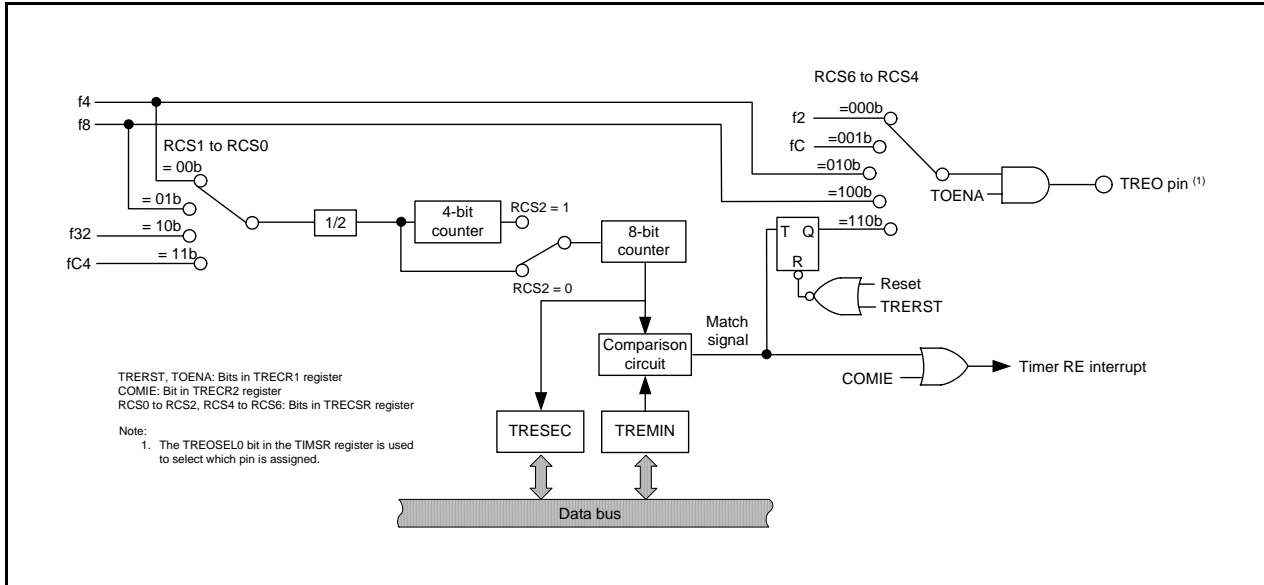 RCS6 to RCS4
f4
f8
f2
=000b
fC
=001b
=010b
=100b
=110b
TOENA
TREO pin (1)
RCS1 to RCS0
= 00b
= 01b
f32
= 10b
fC4
= 11b
1/2
4-bit
counter
RCS2 = 1
RCS2 = 0
8-bit
counter
T Q
R
Reset
TRERST
Match
signal
Comparison
circuit
COMIE
Timer RE interrupt
TRERST, TOENA: Bits in TRECR1 register
COMIE: Bit in TRECR2 register
RCS0 to RCS2, RCS4 to RCS6: Bits in TRECSR register
Note:
1. The TREOSEL0 bit in the TIMSR register is used
to select which pin is assigned.
TRESEC
TREMIN
Data bus